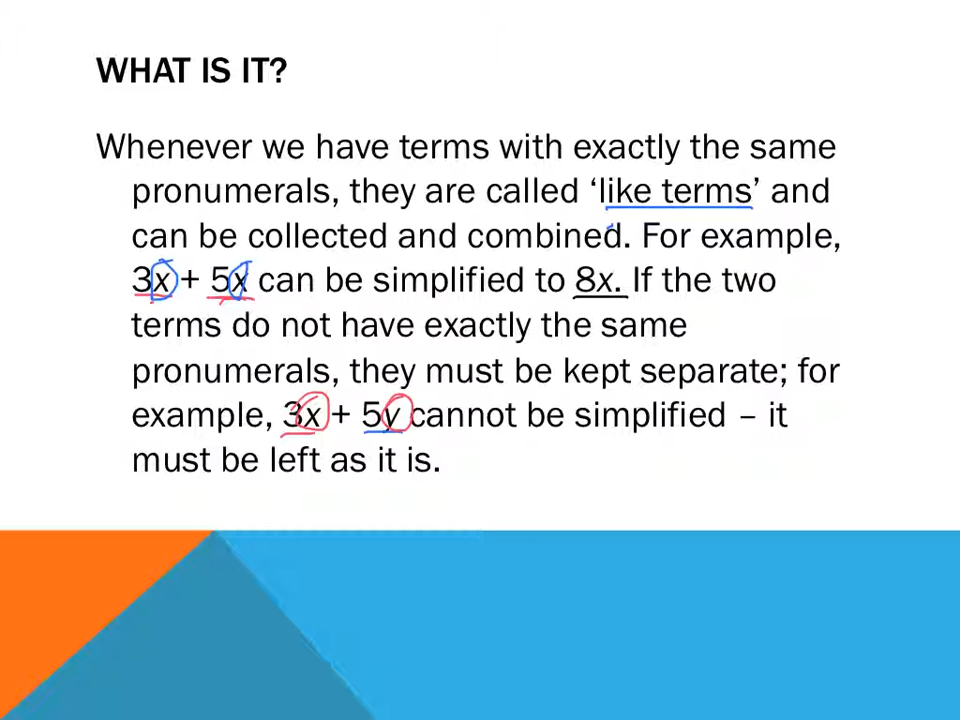 WHAT IS IT?
Whenever we have terms with exactly the same
pronumerals, they are called ‘like terms’ and
can be collected and combined. For example,
3x + 5x can be simplified to 8x. If the two
terms do not have exactly the same
pronumerals, they must be kept separate; for
example, 3x + 5y cannot be simplified – it
must be left as it is.